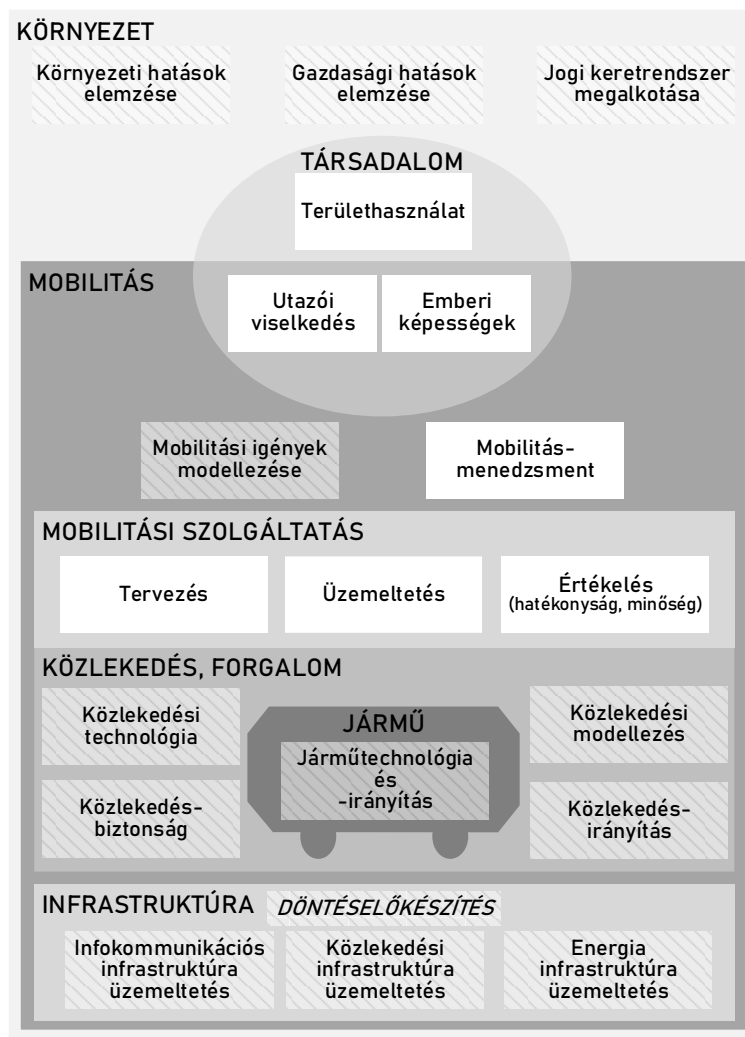 KÖRNYEZET
Környezeti hatások
elemzése
Gazdasági hatások
elemzése
Jogi keretrendszer
megalkotása
TÁRSADALOM
Területhasználat
MOBILITÁS
Utazói
viselkedés
Emberi
képességek
Mobilitási igények
modellezése
Mobilitás-
menedzsment
MOBILITÁSI SZOLGÁLTATÁS
Tervezés
Üzemeltetés
Értékelés
(hatékonyság, minőség)
KÖZLEKEDÉS, FORGALOM
Közlekedési
technológia
JÁRMŰ
Járműtechnológia
és
-irányítás
Közlekedési
modellezés
Közlekedés-
biztonság
Közlekedés-
irányítás
INFRASTRUKTÚRA
DÖNTÉSELŐKÉSZÍTÉS
Infokommunikációs
infrastruktúra
üzemeltetés
Közlekedési
infrastruktúra
üzemeltetés
Energia
infrastruktúra
üzemeltetés